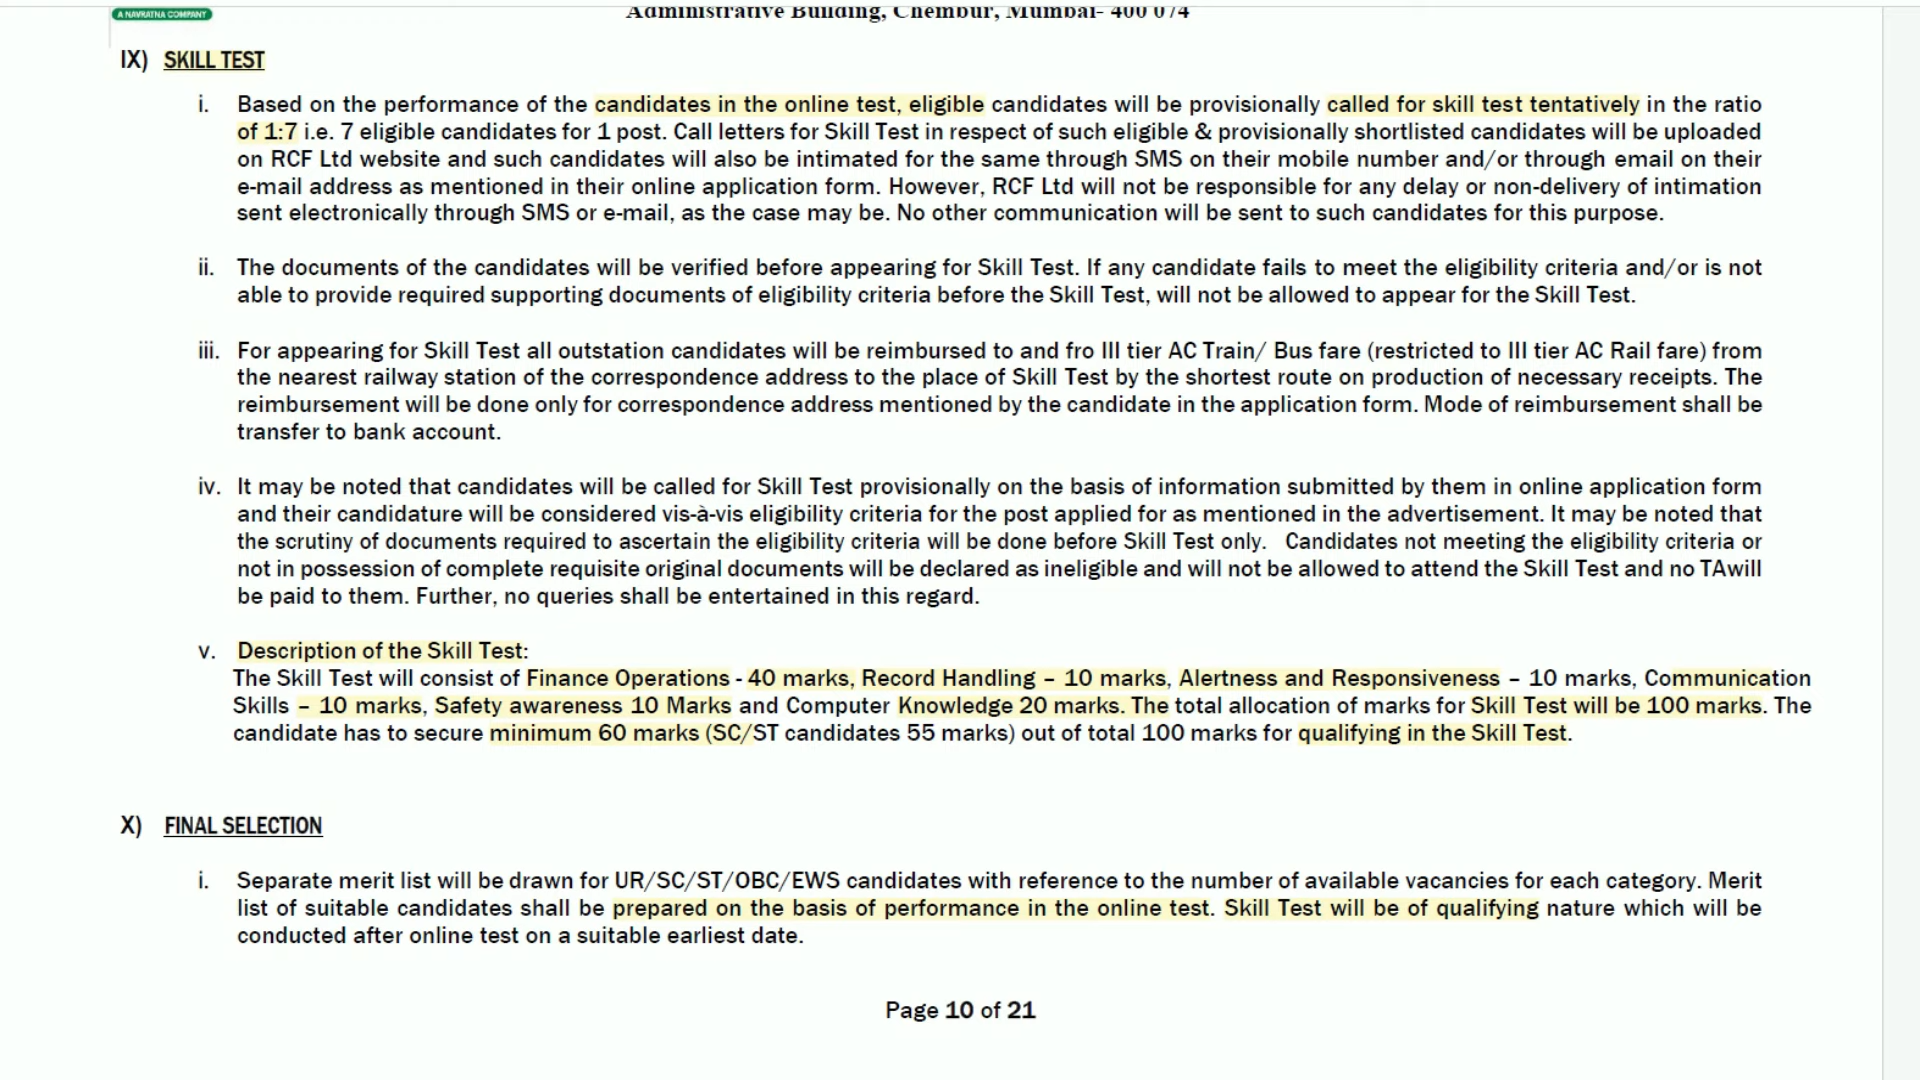 A NAVRATNA COMPANY
Administrative Building, Chembur, Mumbai- 400 074
IX) SKILL TEST
i. Based on the performance of the candidates in the online test, eligible candidates will be provisionally called for skill test tentatively in the ratio
of 1:7 i.e. 7 eligible candidates for 1 post. Call letters for Skill Test in respect of such eligible & provisionally shortlisted candidates will be uploaded
on RCF Ltd website and such candidates will also be intimated for the same through SMS on their mobile number and/or through email on their
e-mail address as mentioned in their online application form. However, RCF Ltd will not be responsible for any delay or non-delivery of intimation
sent electronically through SMS or e-mail, as the case may be. No other communication will be sent to such candidates for this purpose.
ii. The documents of the candidates will be verified before appearing for Skill Test. If any candidate fails to meet the eligibility criteria and/or is not
able to provide required supporting documents of eligibility criteria before the Skill Test, will not be allowed to appear for the Skill Test.
iii. For appearing for Skill Test all outstation candidates will be reimbursed to and fro III tier AC Train/ Bus fare (restricted to III tier AC Rail fare) from
the nearest railway station of the correspondence address to the place of Skill Test by the shortest route on production of necessary receipts. The
reimbursement will be done only for correspondence address mentioned by the candidate in the application form. Mode of reimbursement shall be
transfer to bank account.
iv. It may be noted that candidates will be called for Skill Test provisionally on the basis of information submitted by them in online application form
and their candidature will be considered vis-à-vis eligibility criteria for the post applied for as mentioned in the advertisement. It may be noted that
the scrutiny of documents required to ascertain the eligibility criteria will be done before Skill Test only. Candidates not meeting the eligibility criteria or
not in possession of complete requisite original documents will be declared as ineligible and will not be allowed to attend the Skill Test and no TAwill
be paid to them. Further, no queries shall be entertained in this regard.
v. Description of the Skill Test:
The Skill Test will consist of Finance Operations - 40 marks, Record Handling – 10 marks, Alertness and Responsiveness – 10 marks, Communication
Skills – 10 marks, Safety awareness 10 Marks and Computer Knowledge 20 marks. The total allocation of marks for Skill Test will be 100 marks. The
candidate has to secure minimum 60 marks (SC/ST candidates 55 marks) out of total 100 marks for qualifying in the Skill Test.
X) FINAL SELECTION
i. Separate merit list will be drawn for UR/SC/ST/OBC/EWS candidates with reference to the number of available vacancies for each category. Merit
list of suitable candidates shall be prepared on the basis of performance in the online test. Skill Test will be of qualifying nature which will be
conducted after online test on a suitable earliest date.
Page 10 of 21